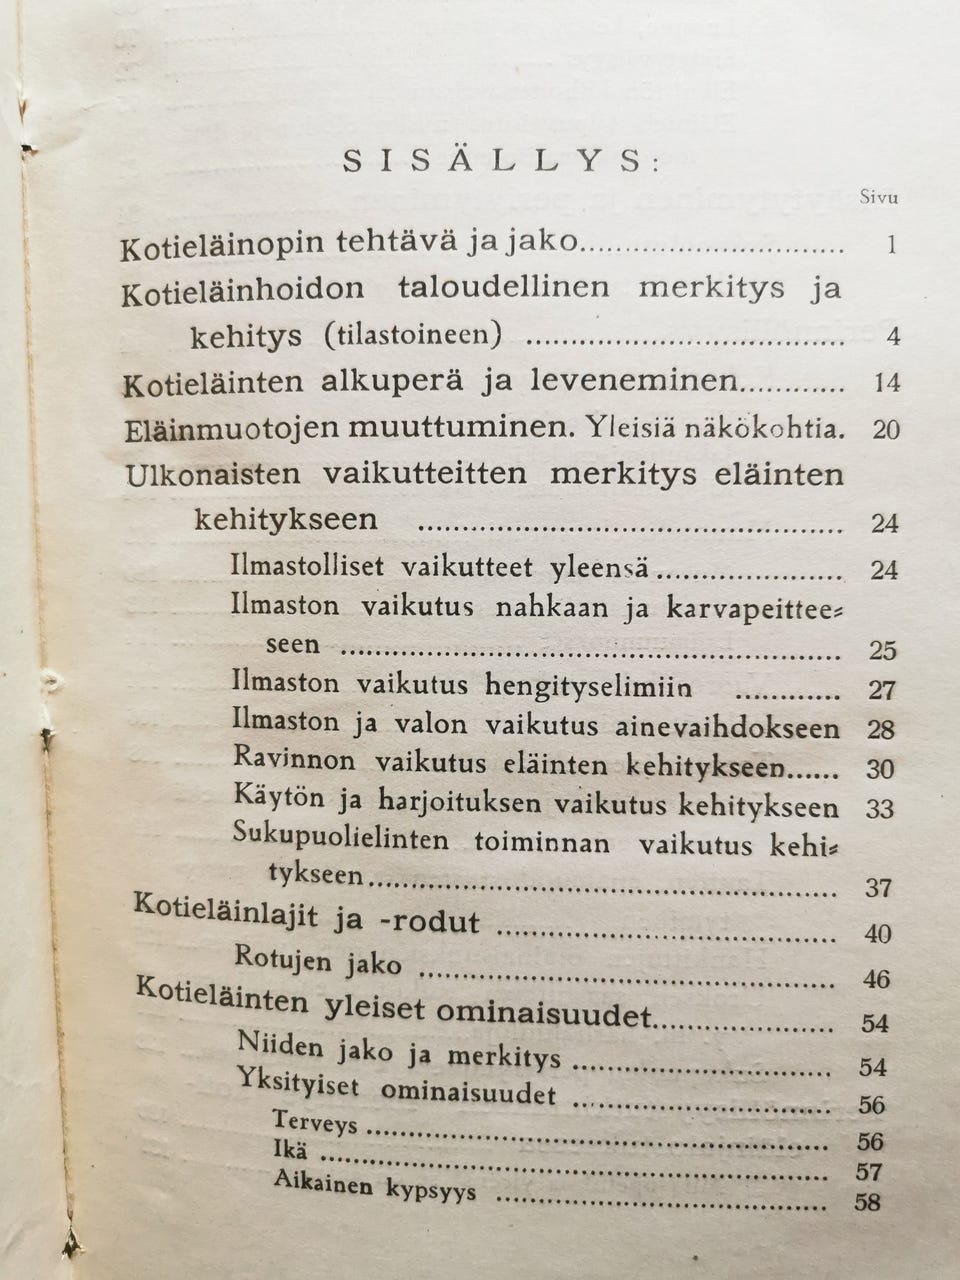 SISÄLLYS:
Sivu
Kotieläinopin tehtävä ja jako............................ 1
Kotieläinhoidon taloudellinen merkitys ja
kehitys (tilastoineen) .................................. 4
Kotieläinten alkuperä ja leveneminen............ 14
Eläinmuotojen muuttuminen. Yleisiä näkökohtia. 20
Ulkonaisten vaikutteitten merkitys eläinten
kehitykseen ............................................. 24
Ilmastolliset vaikutteet yleensä.................... 24
Ilmaston vaikutus nahkaan ja karvapeittee⸗
seen ..................................................... 25
Ilmaston vaikutus hengityselimiin ............ 27
Ilmaston ja valon vaikutus ainevaihdokseen 28
Ravinnon vaikutus eläinten kehitykseen...... 30
Käytön ja harjoituksen vaikutus kehitykseen 33
Sukupuolielinten toiminnan vaikutus kehi⸗
tykseen.................................................. 37
Kotieläinlajit ja -rodut .................................... 40
Rotujen jako ............................................ 46
Kotieläinten yleiset ominaisuudet................... 54
Niiden jako ja merkitys ............................ 54
Yksityiset ominaisuudet ............................ 56
Terveys .................................................. 56
Ikä ........................................................ 57
Aikainen kypsyys .................................... 58